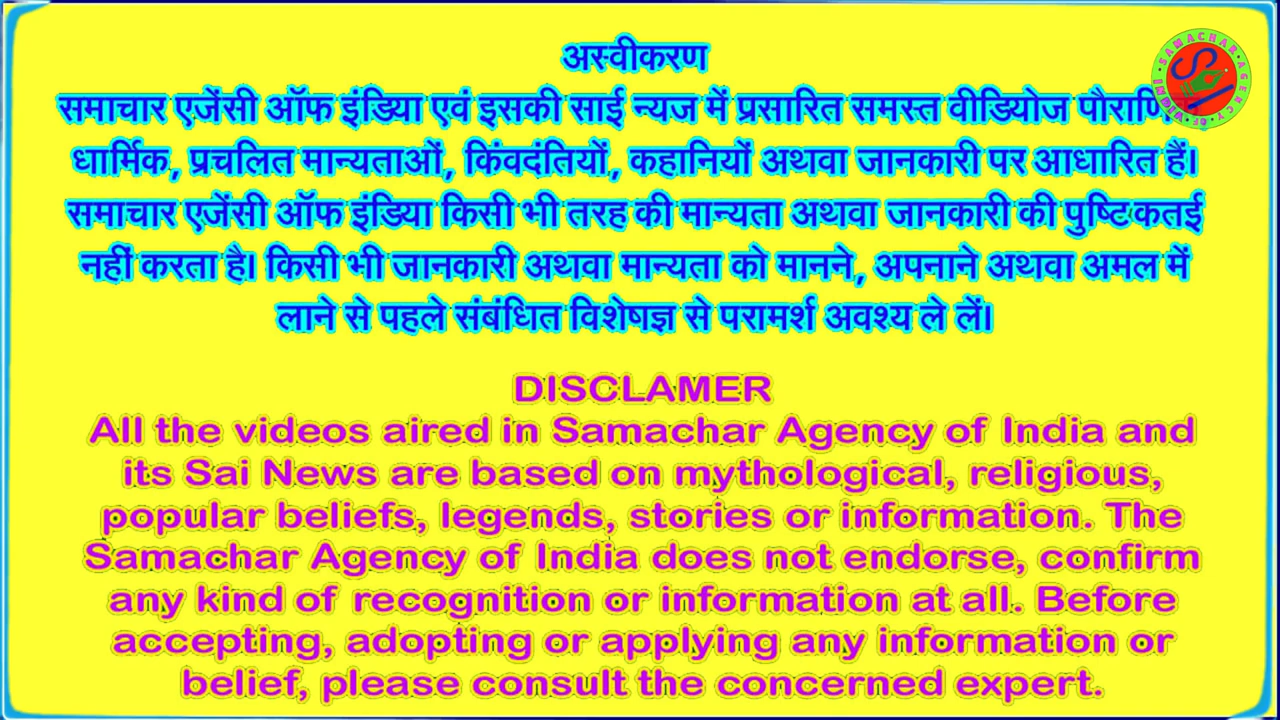 अस्वीकरण
समाचार एजेंसी ऑफ इंडिया एवं इसकी साई न्यज में प्रसारित समस्त वीडियोज
धार्मिक, प्रचलित मान्यताओं, किंवदंतियों, कहानियों अथवा जानकारी पर आधारित हैं।
समाचार एजेंसी ऑफ इंडिया किसी भी तरह की मान्यता अथवा जानकारी की पुष्टि कतई
नहीं करता है। किसी भी जानकारी अथवा मान्यता को मानने, अपनाने अथवा अमल में
लाने से पहले संबंधित विशेषज्ञ से परामर्श अवश्य ले लें।
SAMACHAR AGENCY OF
DISCLAMER
All the videos aired in Samachar Agency of India and
its Sai News are based on mythological, religious,
popular beliefs, legends, stories or information. The
Samachar Agency of India does not endorse, confirm
any kind of recognition or information at all. Before
accepting, adopting or applying any information or
belief, please consult the concerned expert.